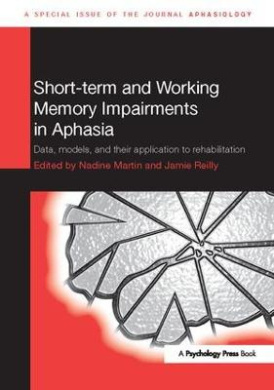 A SPECIAL ISSUE OF THE JOURNAL APHASIOLOGY
Short-term and Working
Memory Impairments
in Aphasia
Data, models, and their application to rehabilitation
Edited by Nadine Martin and Jamie Reilly
A Psychology Press Book